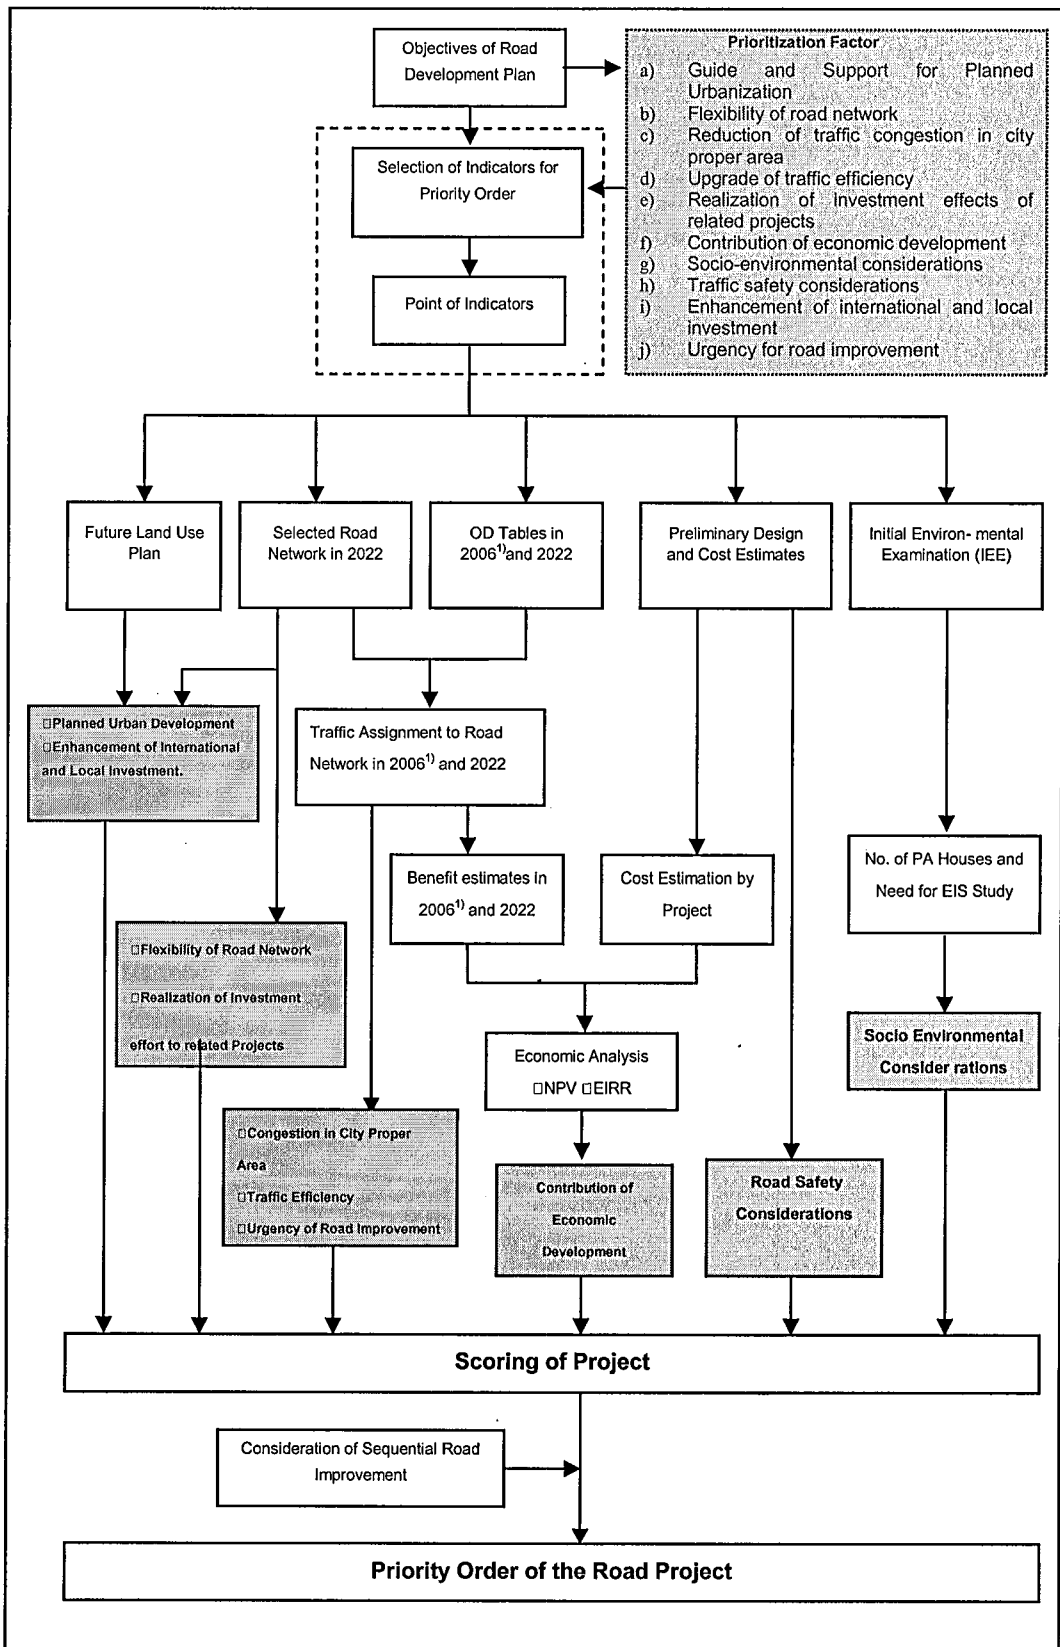 Objectives of Road
Development Plan
Prioritization Factor
a) Guide and Support for Planned
Urbanization
b) Flexibility of road network
c) Reduction of traffic congestion in city
proper area
d) Upgrade of traffic efficiency
e) Realization of investment effects of
related projects
f) Contribution of economic development
g) Socio-environmental considerations
h) Traffic safety considerations
i) Enhancement of international and local
investment
j) Urgency for road improvement
Selection of Indicators for
Priority Order
Point of Indicators
Future Land Use
Plan
Selected Road
Network in 2022
OD Tables in
2006¹⁾and 2022
Preliminary Design
and Cost Estimates
Initial Environ- mental
Examination (IEE)
□Planned Urban Development
□Enhancement of International
and Local Investment.
Traffic Assignment to Road
Network in 2006¹⁾ and 2022
Benefit estimates in
2006¹⁾ and 2022
Cost Estimation by
Project
No. of PA Houses and
Need for EIS Study
□Flexibility of Road Network
□Realization of Investment
effort to related Projects
Economic Analysis
□NPV □EIRR
Socio Environmental
Consider rations
□Congestion in City Proper
Area
□Traffic Efficiency
□Urgency of Road Improvement
Contribution of
Economic
Development
Road Safety
Considerations
Scoring of Project
Consideration of Sequential Road
Improvement
Priority Order of the Road Project